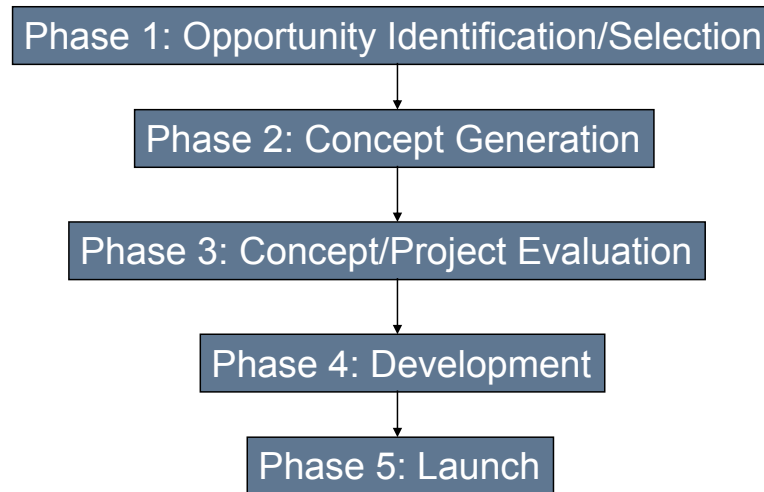 Phase 1: Opportunity Identification/Selection
Phase 2: Concept Generation
Phase 3: Concept/Project Evaluation
Phase 4: Development
Phase 5: Launch